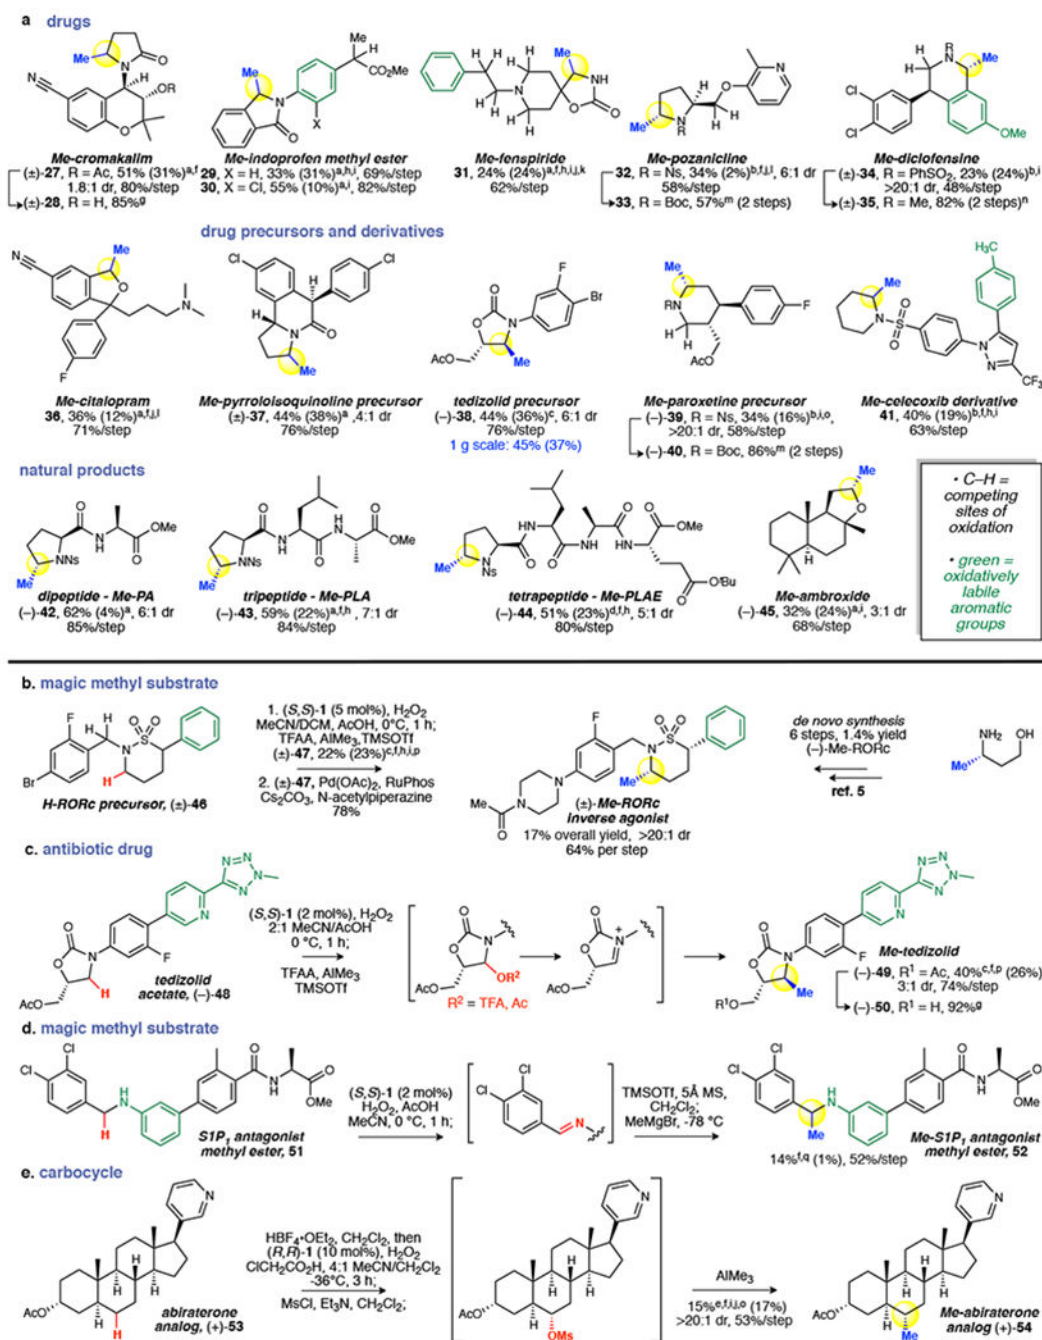 a drugs
Me-cromakalim
(±)-27, R = Ac, 51% (31%)a,f
1.8:1 dr, 80%/step
(±)-28, R = H, 85%g
Me-indoprofen methyl ester
29, X = H, 33% (31%)a,h,i, 69%/step
30, X = Cl, 55% (10%)a,i, 82%/step
Me-fenspiride
31, 24% (24%)a,f,h,i,j,k
62%/step
Me-pozanicline
32, R = Ns, 34% (2%)b,f,j,l, 6:1 dr
58%/step
33, R = Boc, 57%m (2 steps)
Me-diclofensine
(±)-34, R = PhSO2, 23% (24%)b,i
>20:1 dr, 48%/step
(±)-35, R = Me, 82% (2 steps)n
drug precursors and derivatives
Me-citalopram
36, 36% (12%)a,f,j,l
71%/step
Me-pyrroloisoquinoline precursor
(±)-37, 44% (38%)a ,4:1 dr
76%/step
tedizolid precursor
(–)-38, 44% (36%)c, 6:1 dr
76%/step
1 g scale: 45% (37%)
Me-paroxetine precursor
(–)-39, R = Ns, 34% (16%)b,i,o,
>20:1 dr, 58%/step
(–)-40, R = Boc, 86%m (2 steps)
Me-celecoxib derivative
41, 40% (19%)b,f,h,i
63%/step
natural products
dipeptide - Me-PA
(–)-42, 62% (4%)a, 6:1 dr
85%/step
tripeptide - Me-PLA
(–)-43, 59% (22%)a,f,h, 7:1 dr
84%/step
tetrapeptide - Me-PLAE
(–)-44, 51% (23%)d,f,h, 5:1 dr
80%/step
Me-ambroxide
(–)-45, 32% (24%)a,i, 3:1 dr
68%/step
• C–H =
competing
sites of
oxidation
• green =
oxidatively
labile
aromatic
groups
b. magic methyl substrate
H-RORc precursor, (±)-46
1. (S,S)-1 (5 mol%), H2O2
MeCN/DCM, AcOH, 0°C, 1 h;
TFAA, AlMe3,TMSOTf
(±)-47, 22% (23%)c,f,h,i,p
2. (±)-47, Pd(OAc)2, RuPhos
Cs2CO3, N-acetylpiperazine
78%
(±)-Me-RORc
inverse agonist
17% overall yield, >20:1 dr
64% per step
de novo synthesis
6 steps, 1.4% yield
(–)-Me-RORc
ref. 5
c. antibiotic drug
tedizolid
acetate, (–)-48
(S,S)-1 (2 mol%), H2O2
2:1 MeCN/AcOH
0 °C, 1 h;
TFAA, AlMe3
TMSOTf
R2 = TFA, Ac
Me-tedizolid
(–)-49, R1 = Ac, 40%c,f,p (26%)
3:1 dr, 74%/step
(–)-50, R1 = H, 92%g
d. magic methyl substrate
S1P1 antagonist
methyl ester, 51
(S,S)-1 (2 mol%)
H2O2, AcOH
MeCN, 0 °C, 1 h;
TMSOTf, 5Å MS,
CH2Cl2;
MeMgBr, -78 °C
Me-S1P1 antagonist
methyl ester, 52
14%f,q (1%), 52%/step
e. carbocycle
abiraterone
analog, (+)-53
HBF4•OEt2, CH2Cl2, then
(R,R)-1 (10 mol%), H2O2
ClCH2CO2H, 4:1 MeCN/CH2Cl2
-36°C, 3 h;
MsCl, Et3N, CH2Cl2;
AlMe3
15%e,f,i,j,o (17%)
>20:1 dr, 53%/step
Me-abiraterone
analog (+)-54